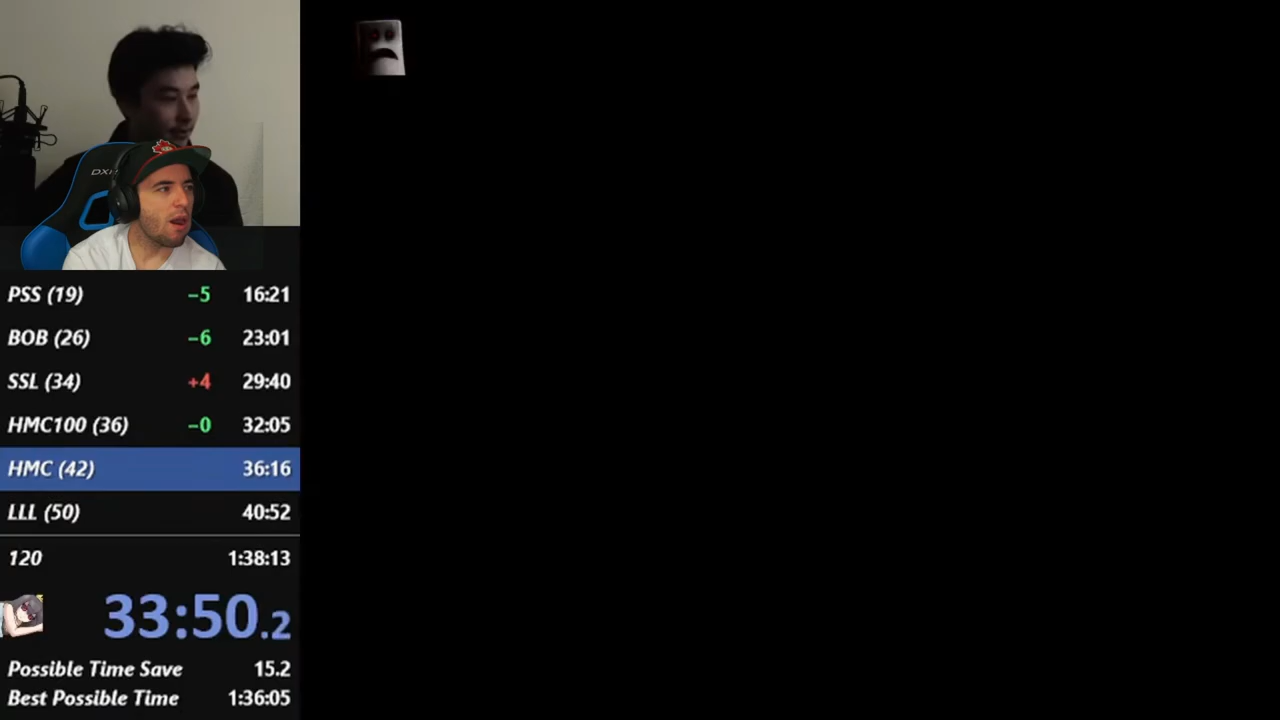 DX
PSS (19) −5 16:21
BOB (26) −6 23:01
SSL (34) +4 29:40
HMC100 (36) −0 32:05
HMC (42) 36:16
LLL (50) 40:52
120 1:38:13
33:50.2
Possible Time Save 15.2
Best Possible Time 1:36:05